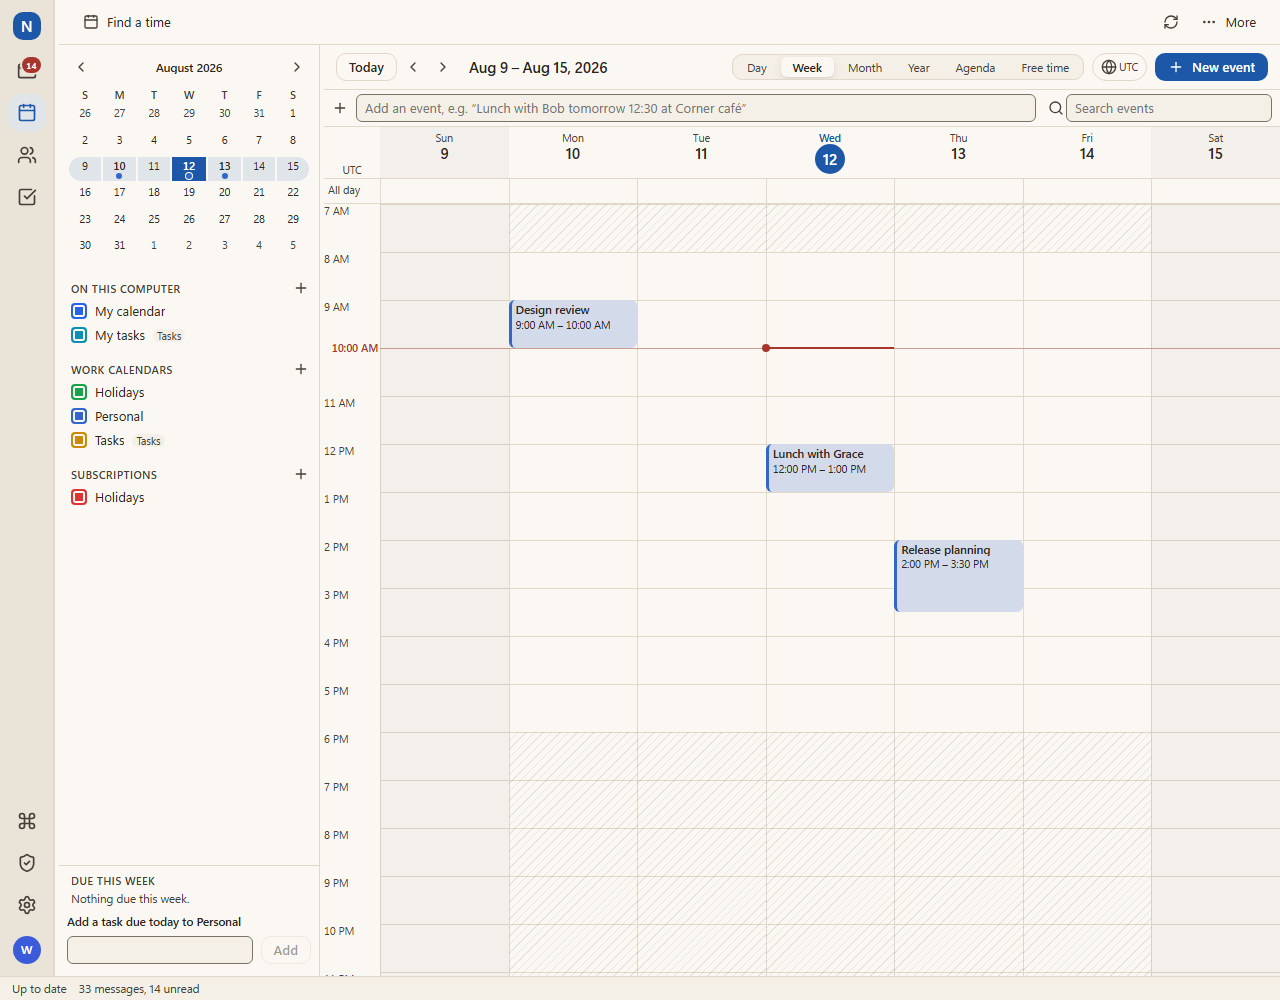 N
Find a time
More
14
August 2026
S M T W T F S
26 27 28 29 30 31 1
2 3 4 5 6 7 8
9 10 11 12 13 14 15
16 17 18 19 20 21 22
23 24 25 26 27 28 29
30 31 1 2 3 4 5
ON THIS COMPUTER
My calendar
My tasks Tasks
WORK CALENDARS
Holidays
Personal
Tasks Tasks
SUBSCRIPTIONS
Holidays
DUE THIS WEEK
Nothing due this week.
Add a task due today to Personal
Add
W
Today
Aug 9 – Aug 15, 2026
Day Week Month Year Agenda Free time
UTC
New event
Add an event, e.g. “Lunch with Bob tomorrow 12:30 at Corner café”
Search events
UTC
Sun 9
Mon 10
Tue 11
Wed 12
Thu 13
Fri 14
Sat 15
All day
7 AM
8 AM
9 AM
Design review
9:00 AM – 10:00 AM
10:00 AM
11 AM
12 PM
Lunch with Grace
12:00 PM – 1:00 PM
1 PM
2 PM
Release planning
2:00 PM – 3:30 PM
3 PM
4 PM
5 PM
6 PM
7 PM
8 PM
9 PM
10 PM
Up to date 33 messages, 14 unread